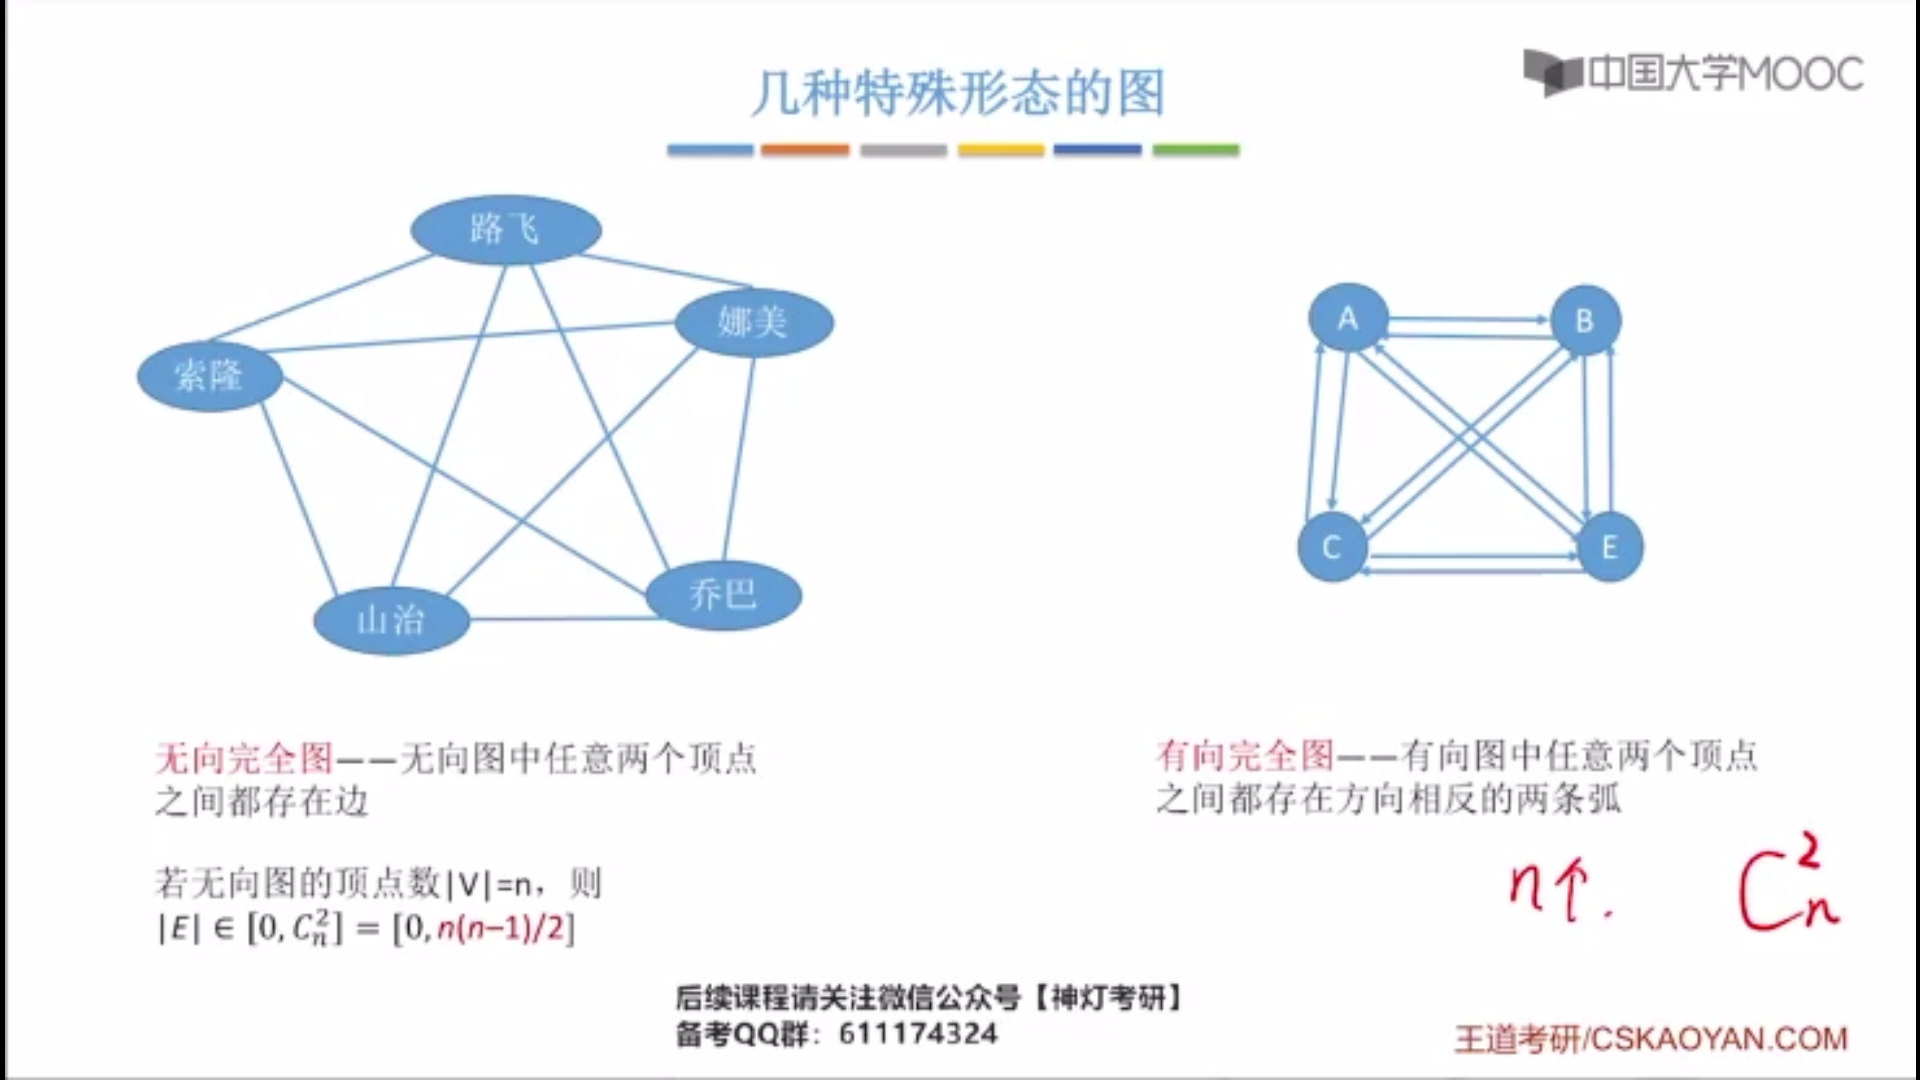 几种特殊形态的图
中国大学MOOC
路飞
娜美
索隆
山治
乔巴
A
B
C
E
无向完全图——无向图中任意两个顶点
之间都存在边
若无向图的顶点数|V|=n，则
|E| ∈ [0, C_n^2] = [0, n(n–1)/2]
有向完全图——有向图中任意两个顶点
之间都存在方向相反的两条弧
n个. C_n^2
后续课程请关注微信公众号【神灯考研】
备考QQ群：611174324
王道考研/CSKAOYAN.COM